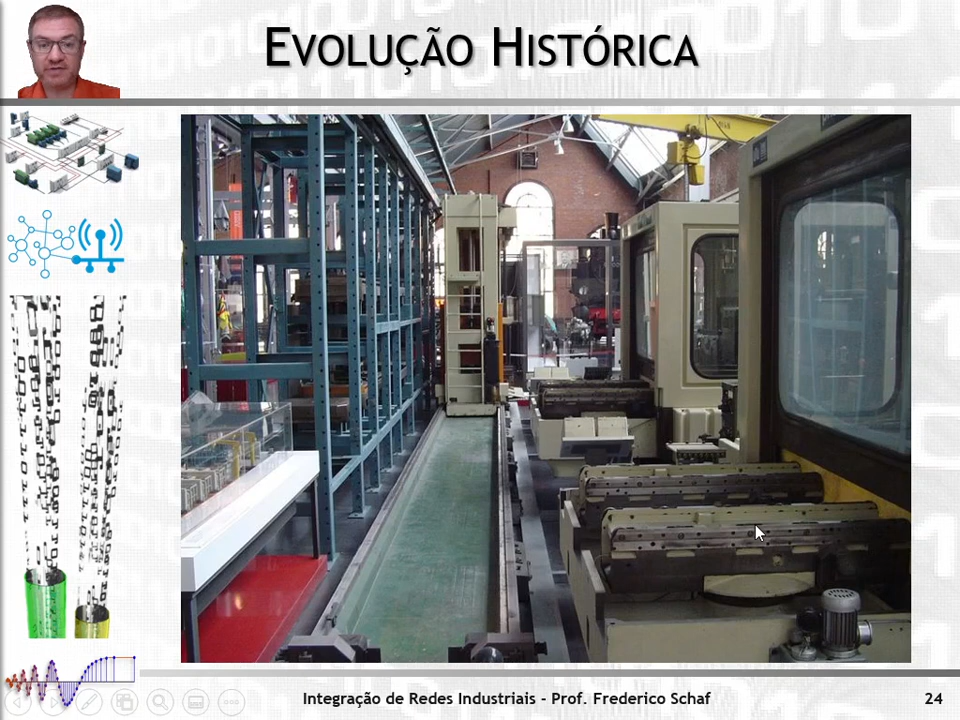 EVOLUÇÃO HISTÓRICA
Integração de Redes Industriais - Prof. Frederico Schaf
24